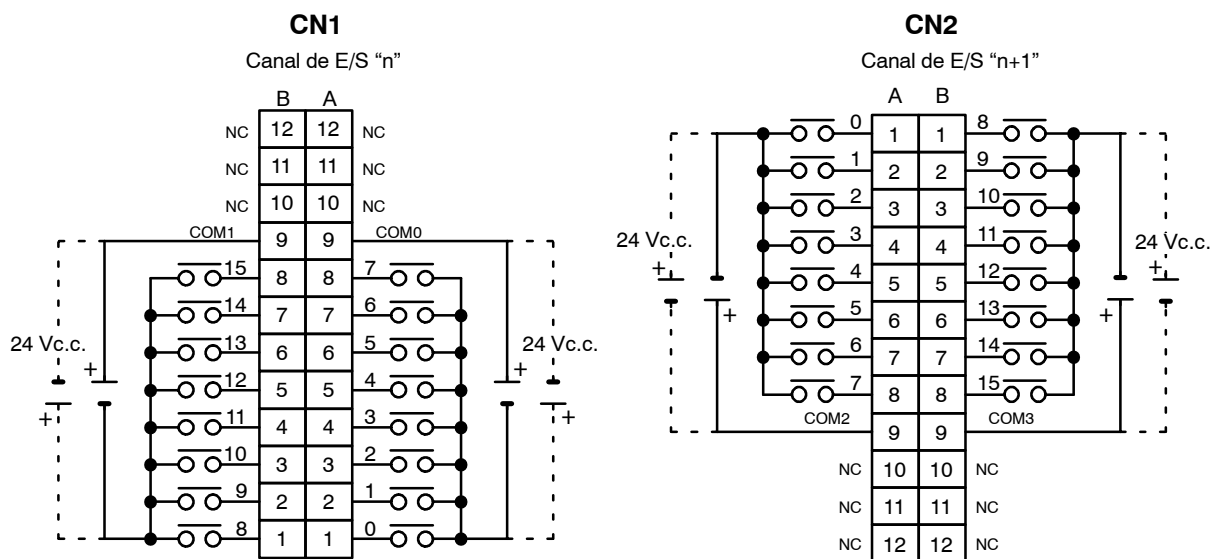 CN1
Canal de E/S “n”
B A
NC 12 12 NC
NC 11 11 NC
NC 10 10 NC
COM1 9 9 COM0
15 8 8 7
14 7 7 6
13 6 6 5
24 Vc.c. + + 24 Vc.c.
12 5 5 4
+ +
11 4 4 3
10 3 3 2
9 2 2 1
8 1 1 0
CN2
Canal de E/S “n+1”
A B
0 1 1 8
1 2 2 9
2 3 3 10
3 4 4 11
24 Vc.c. 24 Vc.c.
+ +
4 5 5 12
+ +
5 6 6 13
6 7 7 14
7 8 8 15
COM2 9 9 COM3
NC 10 10 NC
NC 11 11 NC
NC 12 12 NC